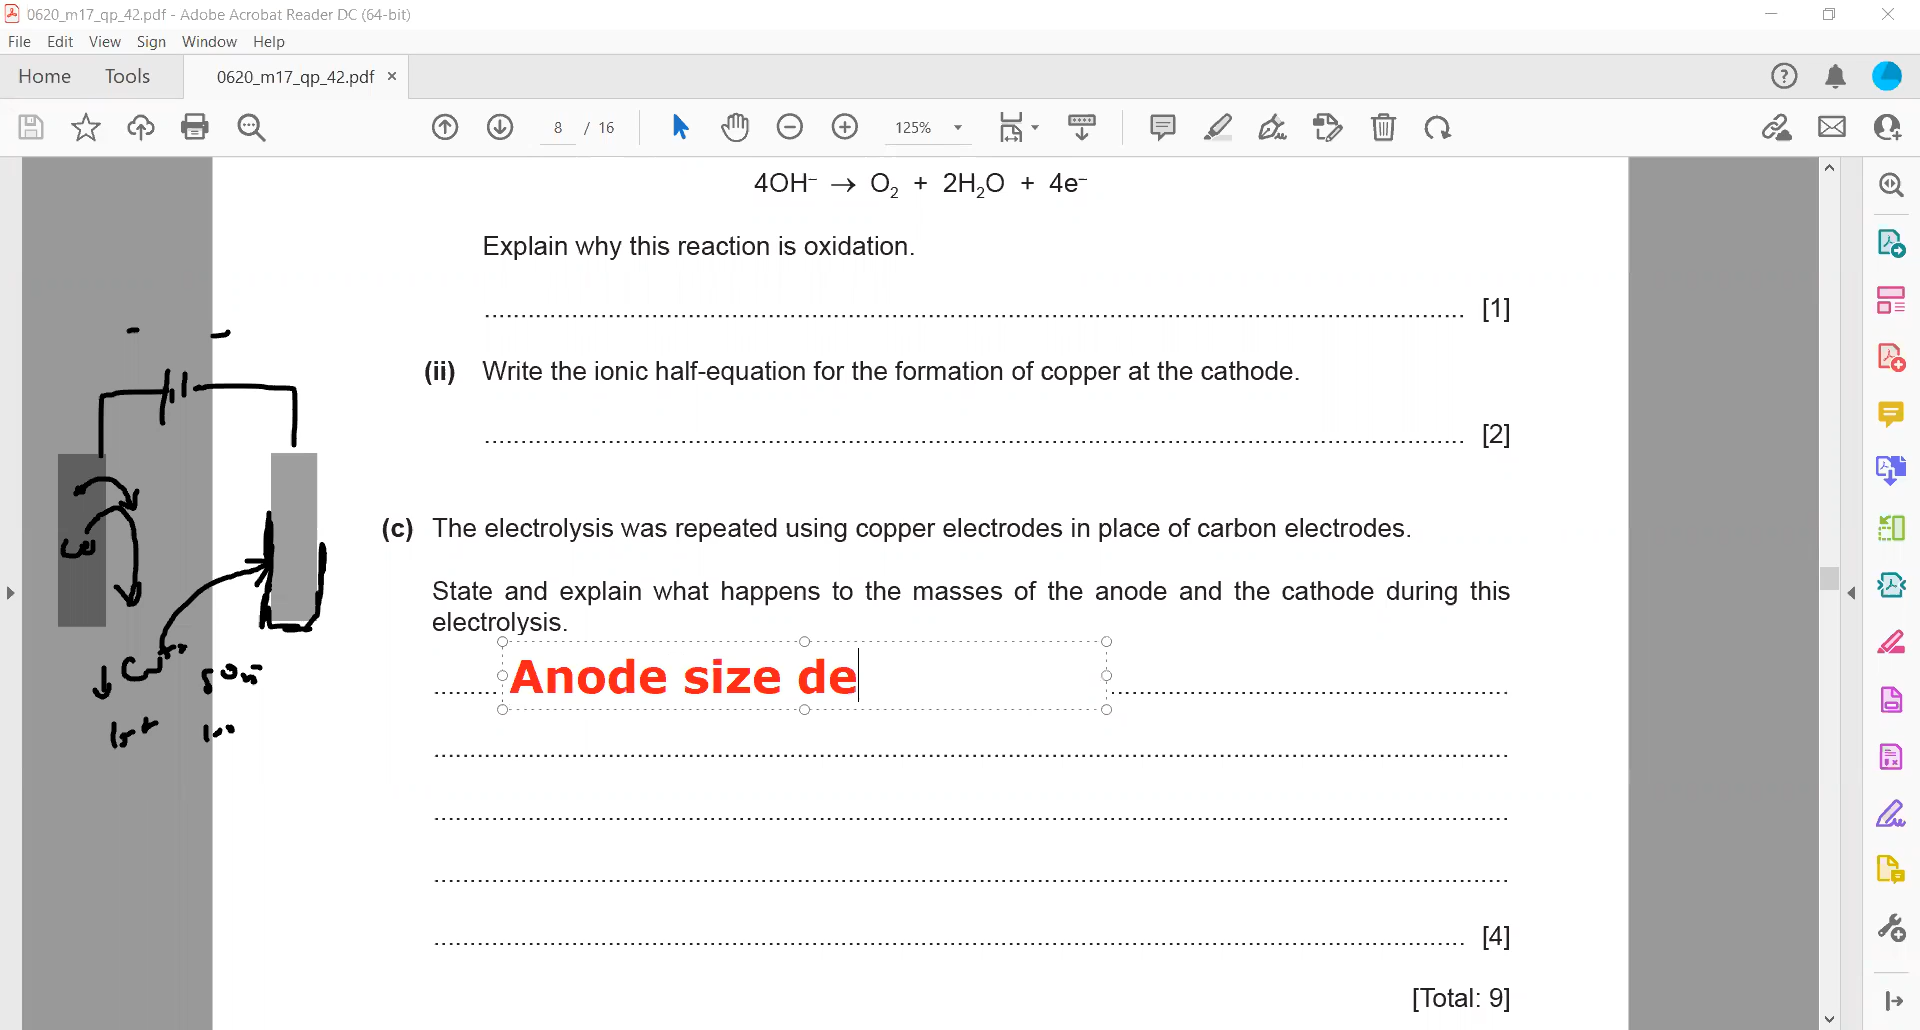 0620_m17_qp_42.pdf - Adobe Acrobat Reader DC (64-bit)
File Edit View Sign Window Help
Home Tools 0620_m17_qp_42.pdf ×
8 / 16 125%
4OH⁻ → O₂ + 2H₂O + 4e⁻
Explain why this reaction is oxidation.
[1]
(ii) Write the ionic half-equation for the formation of copper at the cathode.
[2]
(c) The electrolysis was repeated using copper electrodes in place of carbon electrodes.
State and explain what happens to the masses of the anode and the cathode during this
electrolysis.
Anode size de
[4]
[Total: 9]